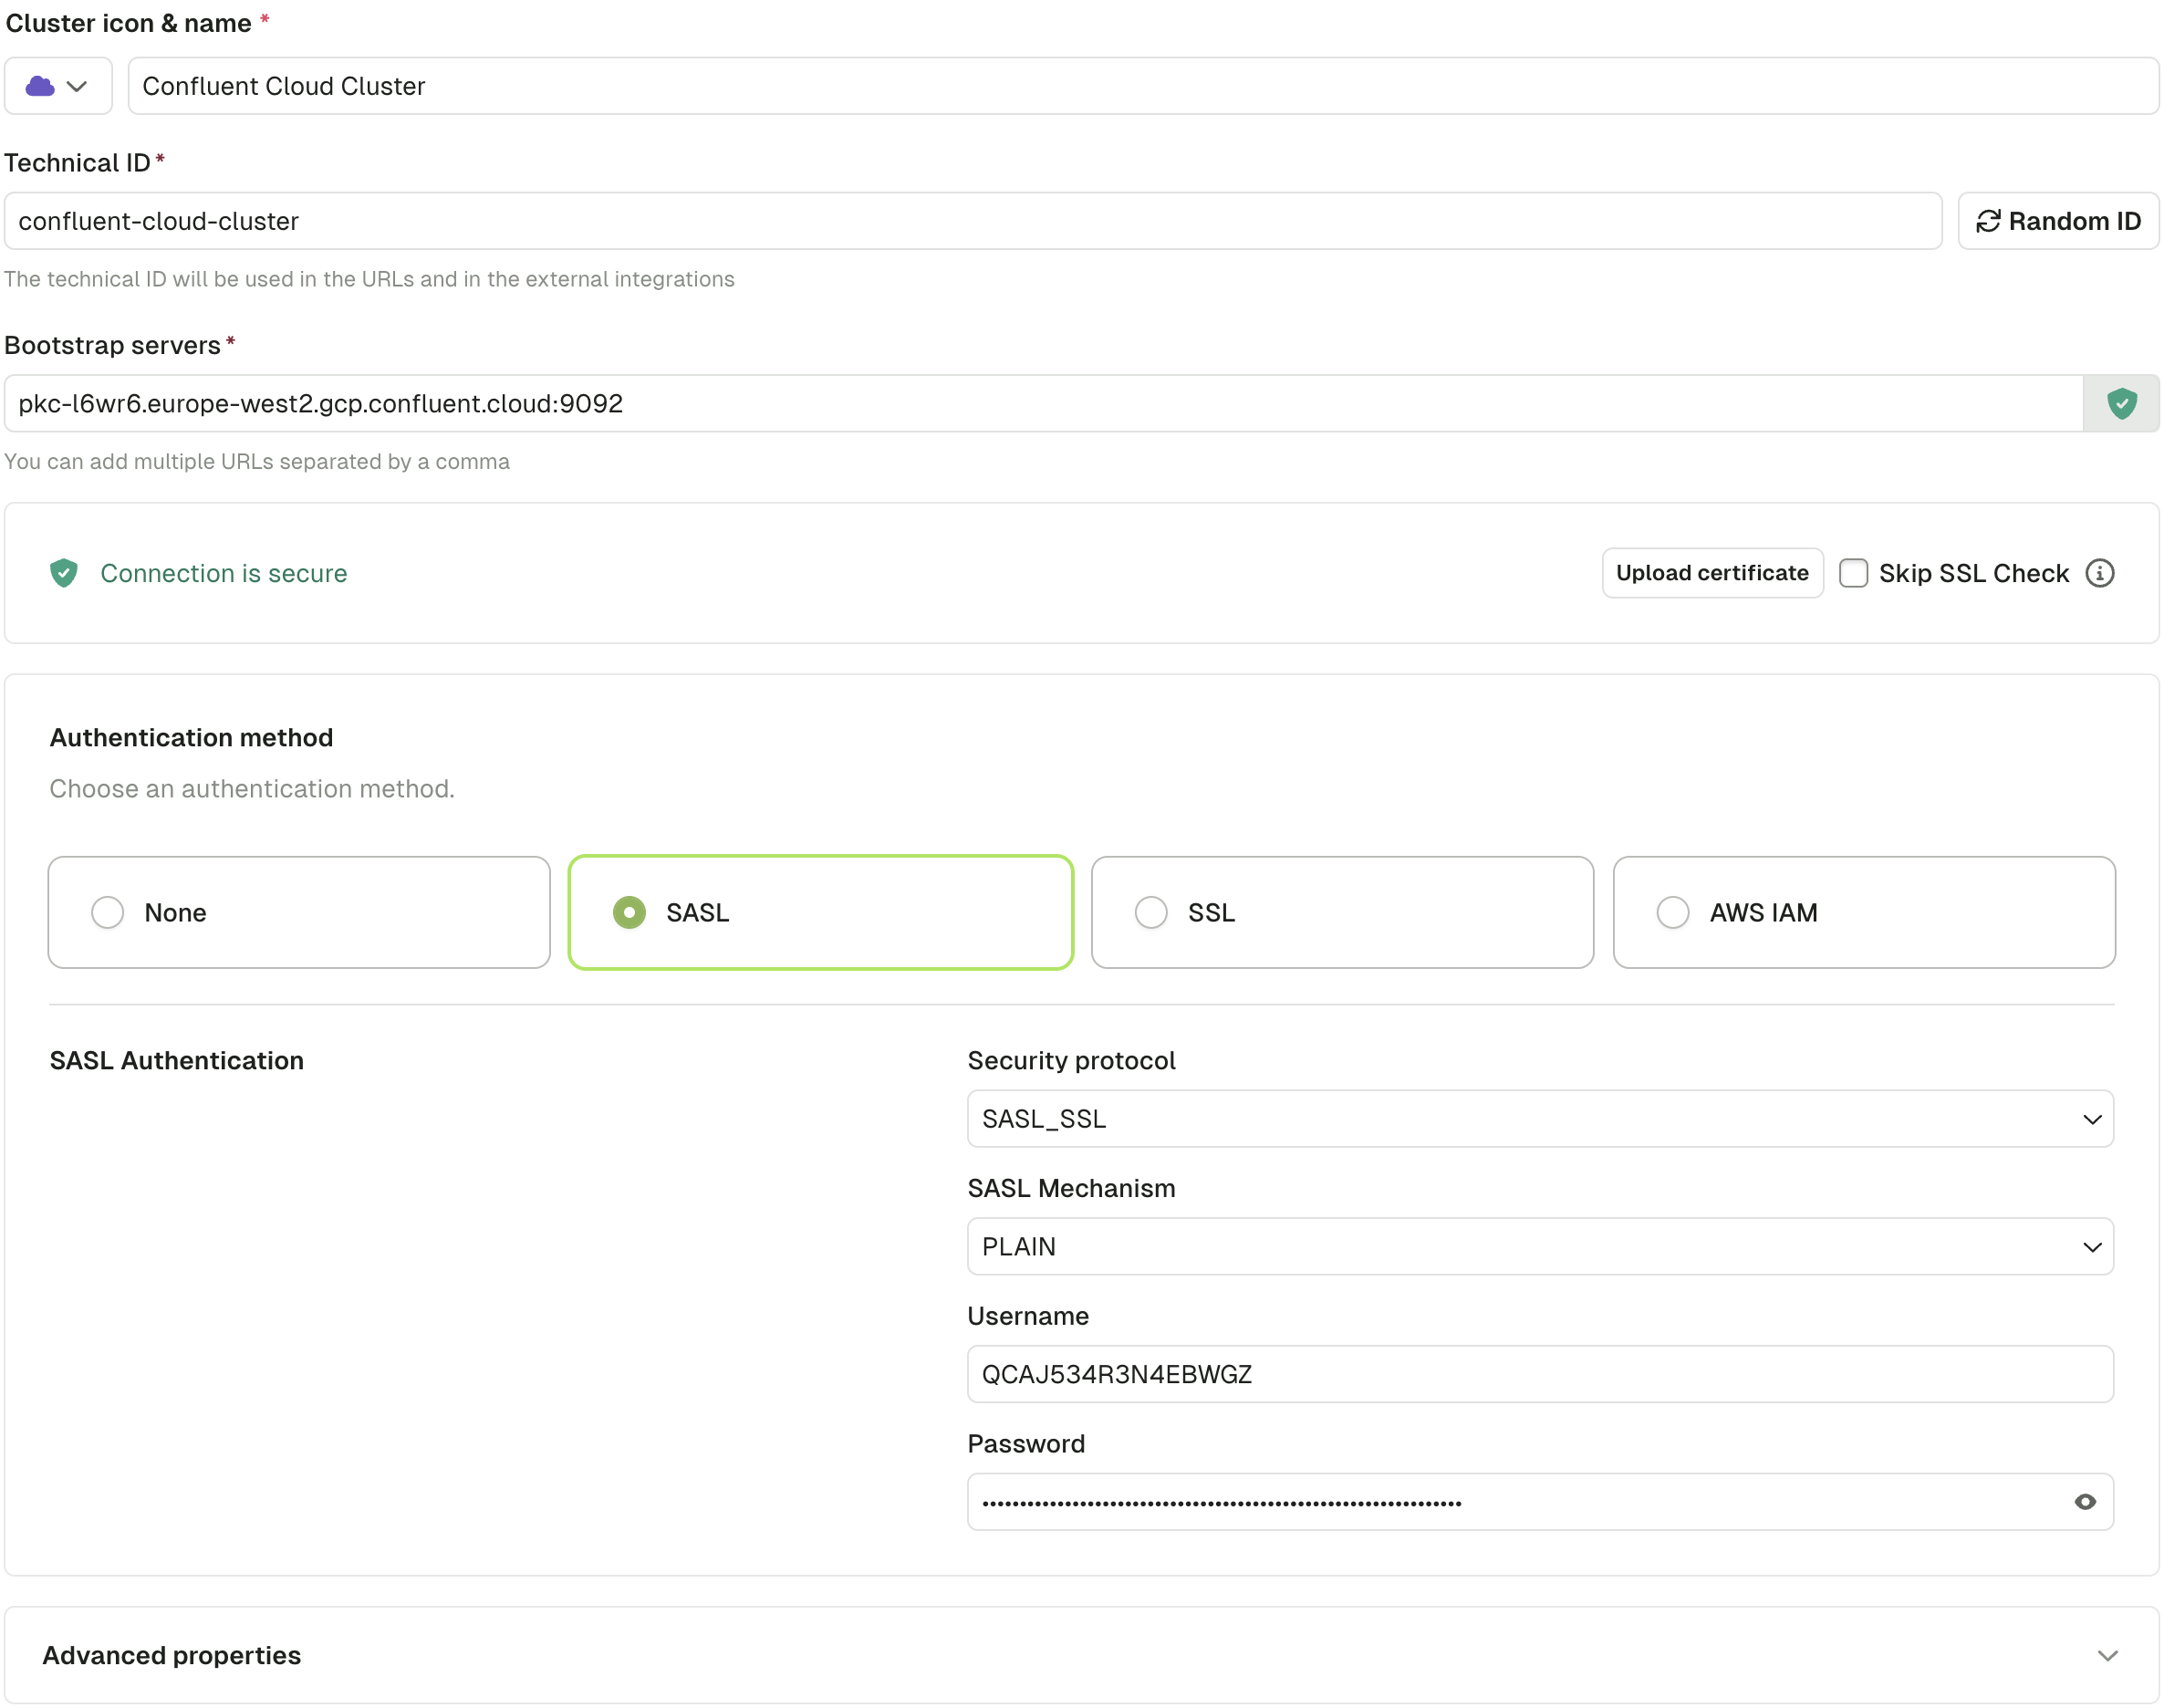 Cluster icon & name *
Confluent Cloud Cluster
Technical ID *
confluent-cloud-cluster
Random ID
The technical ID will be used in the URLs and in the external integrations
Bootstrap servers *
pkc-l6wr6.europe-west2.gcp.confluent.cloud:9092
You can add multiple URLs separated by a comma
Connection is secure
Upload certificate
Skip SSL Check
Authentication method
Choose an authentication method.
None
SASL
SSL
AWS IAM
SASL Authentication
Security protocol
SASL_SSL
SASL Mechanism
PLAIN
Username
QCAJ534R3N4EBWGZ
Password
••••••••••••••••••••••••••••••••••••••••••••••••••••••••••••••••
Advanced properties